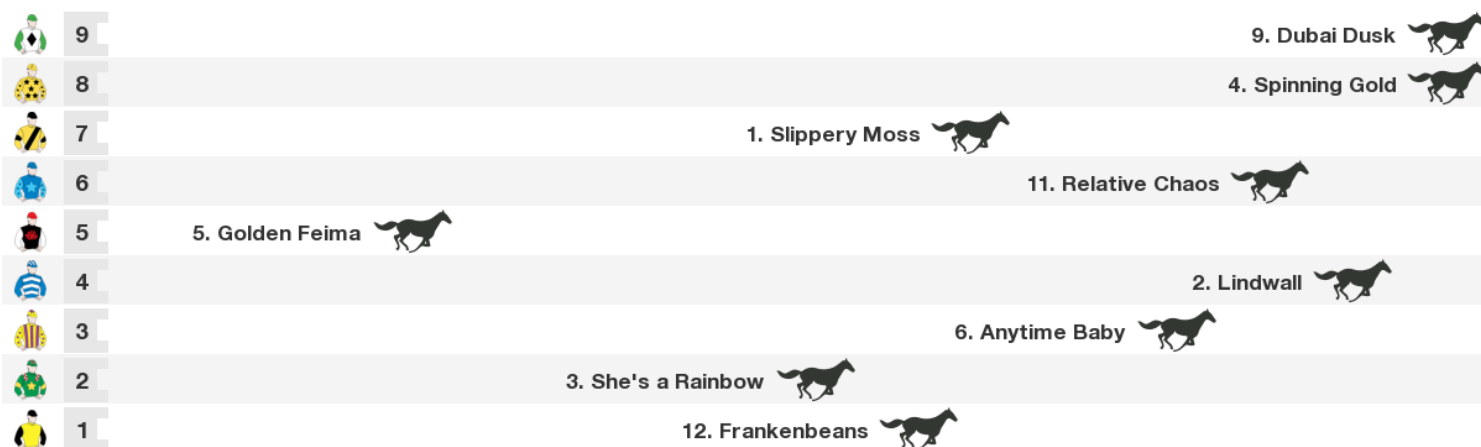 9 9. Dubai Dusk
8 4. Spinning Gold
7 1. Slippery Moss
6 11. Relative Chaos
5 5. Golden Feima
4 2. Lindwall
3 6. Anytime Baby
2 3. She's a Rainbow
1 12. Frankenbeans